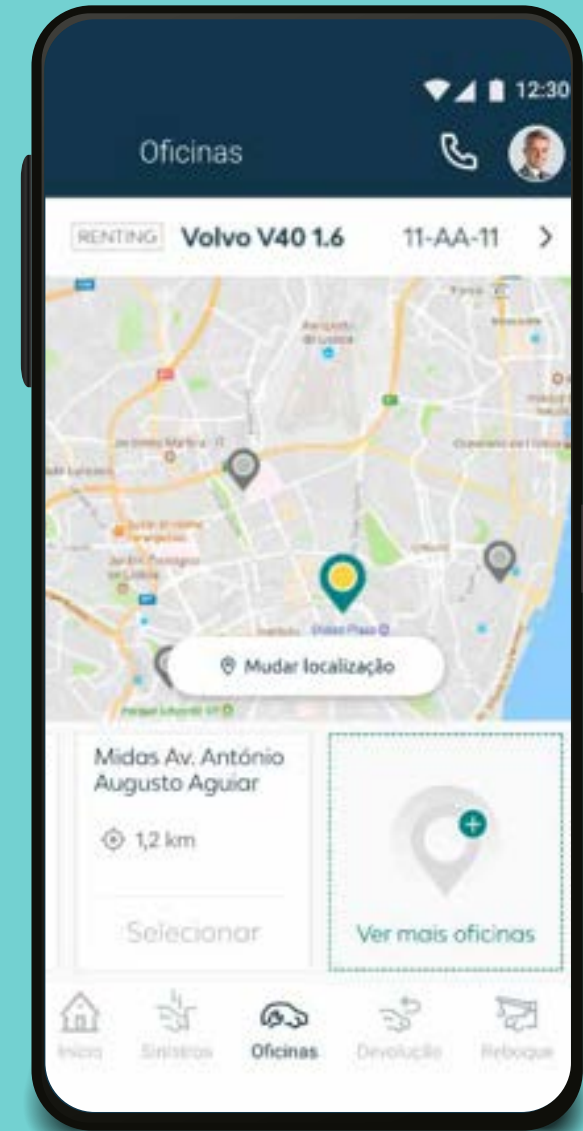 12:30
Oficinas
RENTING Volvo V40 1.6 11-AA-11
Mudar localização
Midas Av. António
Augusto Aguiar
1,2 km
Selecionar
Ver mais oficinas
Início Sinistros Oficinas Devolução Reboque